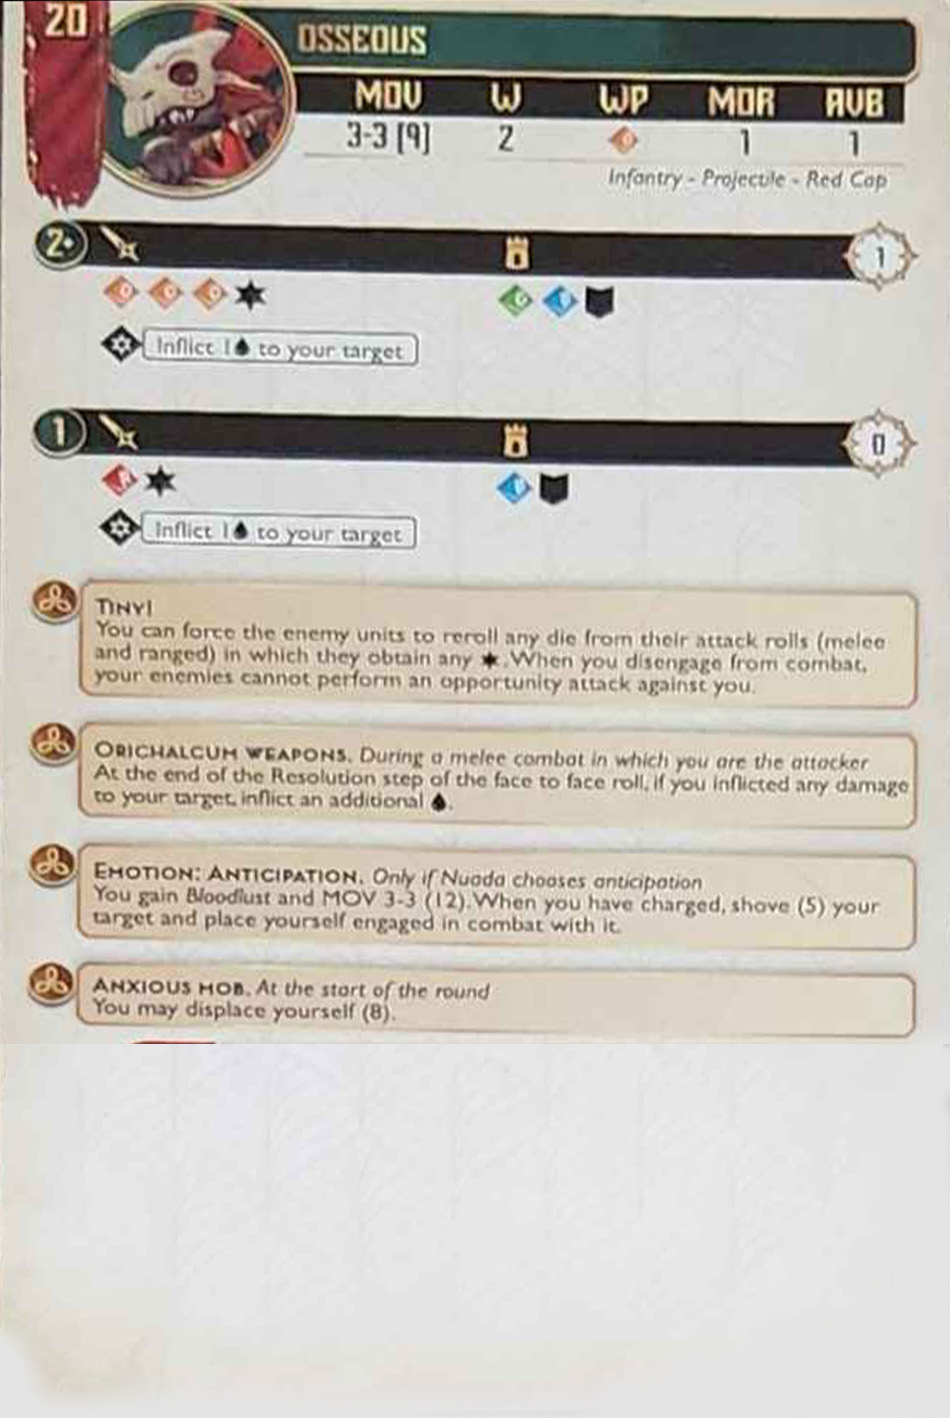 20
OSSEOUS
MOV W WP MOR AVB
3-3 [9] 2 1 1
Infantry - Projectile - Red Cap
2+ 1
Inflict 1 to your target
1 0
Inflict 1 to your target
TINY!
You can force the enemy units to reroll any die from their attack rolls (melee
and ranged) in which they obtain any ✶. When you disengage from combat,
your enemies cannot perform an opportunity attack against you.
ORICHALCUM WEAPONS. During a melee combat in which you are the attacker
At the end of the Resolution step of the face to face roll, if you inflicted any damage
to your target, inflict an additional .
EMOTION: ANTICIPATION. Only if Nuada chooses anticipation
You gain Bloodlust and MOV 3-3 (12). When you have charged, shove (5) your
target and place yourself engaged in combat with it.
ANXIOUS MOB. At the start of the round
You may displace yourself (8).